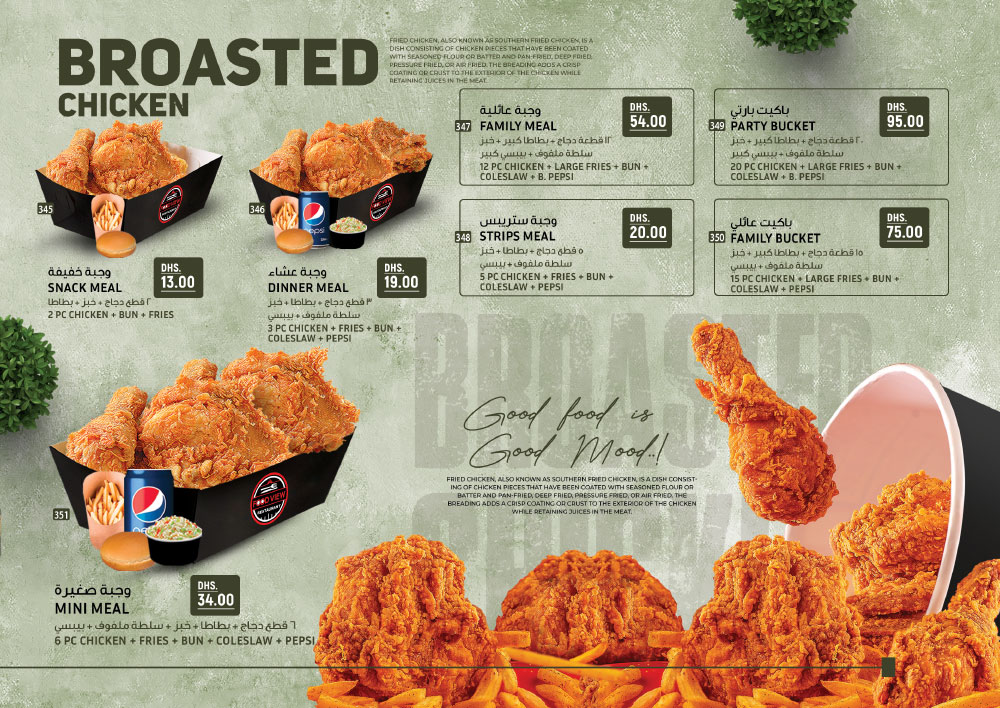 BROASTED
CHICKEN
FRIED CHICKEN, ALSO KNOWN AS SOUTHERN FRIED CHICKEN, IS A
DISH CONSISTING OF CHICKEN PIECES THAT HAVE BEEN COATED
WITH SEASONED FLOUR OR BATTER AND PAN-FRIED, DEEP FRIED,
PRESSURE FRIED, OR AIR FRIED. THE BREADING ADDS A CRISP
COATING OR CRUST TO THE EXTERIOR OF THE CHICKEN WHILE
RETAINING JUICES IN THE MEAT.
345
وجبة خفيفة
SNACK MEAL
DHS.
13.00
٢ قطع دجاج + خبز + بطاطا
2 PC CHICKEN + BUN + FRIES
346
pepsi
وجبة عشاء
DINNER MEAL
DHS.
19.00
٣ قطع دجاج + بطاطا + خبز
سلطة ملفوف + بيبسي
3 PC CHICKEN + FRIES + BUN +
COLESLAW + PEPSI
347
وجبة عائلية
FAMILY MEAL
DHS.
54.00
١٢ قطعة دجاج + بطاطا كبير + خبز
سلطة ملفوف + بيبسي كبير
12 PC CHICKEN + LARGE FRIES + BUN +
COLESLAW + B. PEPSI
349
باكيت بارتي
PARTY BUCKET
DHS.
95.00
٢٠ قطعة دجاج + بطاطا كبير + خبز
سلطة ملفوف + بيبسي كبير
20 PC CHICKEN + LARGE FRIES + BUN +
COLESLAW + B. PEPSI
348
وجبة ستريبس
STRIPS MEAL
DHS.
20.00
٥ قطع دجاج + بطاطا + خبز
سلطة ملفوف + بيبسي
5 PC CHICKEN + FRIES + BUN +
COLESLAW + PEPSI
350
باكيت عائلي
FAMILY BUCKET
DHS.
75.00
١٥ قطعة دجاج + بطاطا كبير + خبز
سلطة ملفوف + بيبسي
15 PC CHICKEN + LARGE FRIES + BUN +
COLESLAW + PEPSI
BROASTED
Good food is
Good Mood..!
FRIED CHICKEN, ALSO KNOWN AS SOUTHERN FRIED CHICKEN, IS A DISH CONSIST-
ING OF CHICKEN PIECES THAT HAVE BEEN COATED WITH SEASONED FLOUR OR
BATTER AND PAN-FRIED, DEEP FRIED, PRESSURE FRIED, OR AIR FRIED. THE
BREADING ADDS A CRISP COATING OR CRUST TO THE EXTERIOR OF THE CHICKEN
WHILE RETAINING JUICES IN THE MEAT.
FOOD VIEW
RESTAURANT
351
وجبة صغيرة
MINI MEAL
DHS.
34.00
٦ قطع دجاج + بطاطا + خبز + سلطة ملفوف + بيبسي
6 PC CHICKEN + FRIES + BUN + COLESLAW + PEPSI